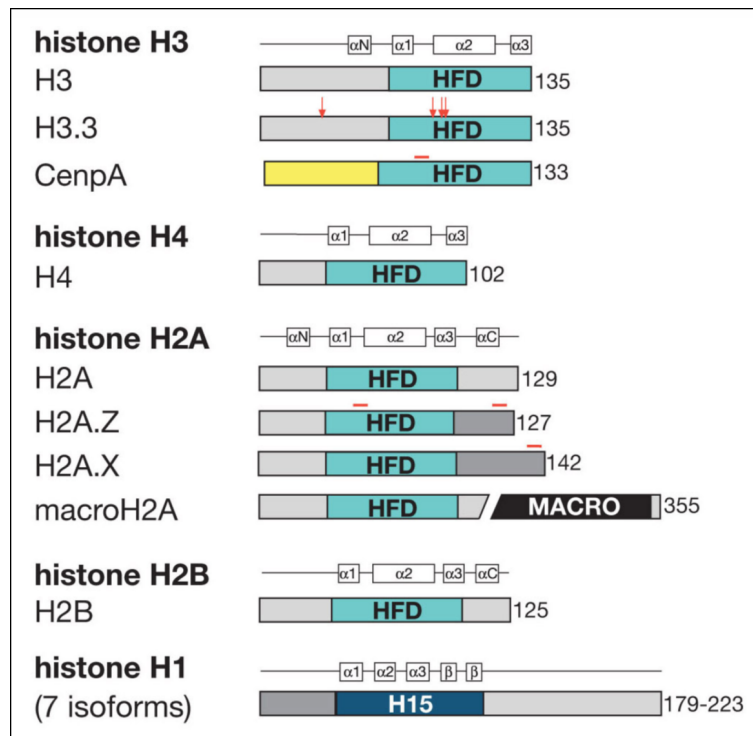 histone H3 αN α1 α2 α3
H3 HFD 135
H3.3 HFD 135
CenpA HFD 133
histone H4 α1 α2 α3
H4 HFD 102
histone H2A αN α1 α2 α3 αC
H2A HFD 129
H2A.Z HFD 127
H2A.X HFD 142
macroH2A HFD MACRO 355
histone H2B α1 α2 α3 αC
H2B HFD 125
histone H1 α1 α2 α3 β β
(7 isoforms) H15 179-223